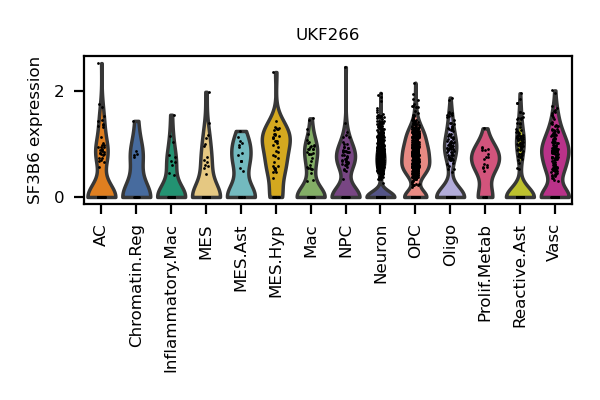 UKF266
SF3B6 expression
2
0
AC
Chromatin.Reg
Inflammatory.Mac
MES
MES.Ast
MES.Hyp
Mac
NPC
Neuron
OPC
Oligo
Prolif.Metab
Reactive.Ast
Vasc